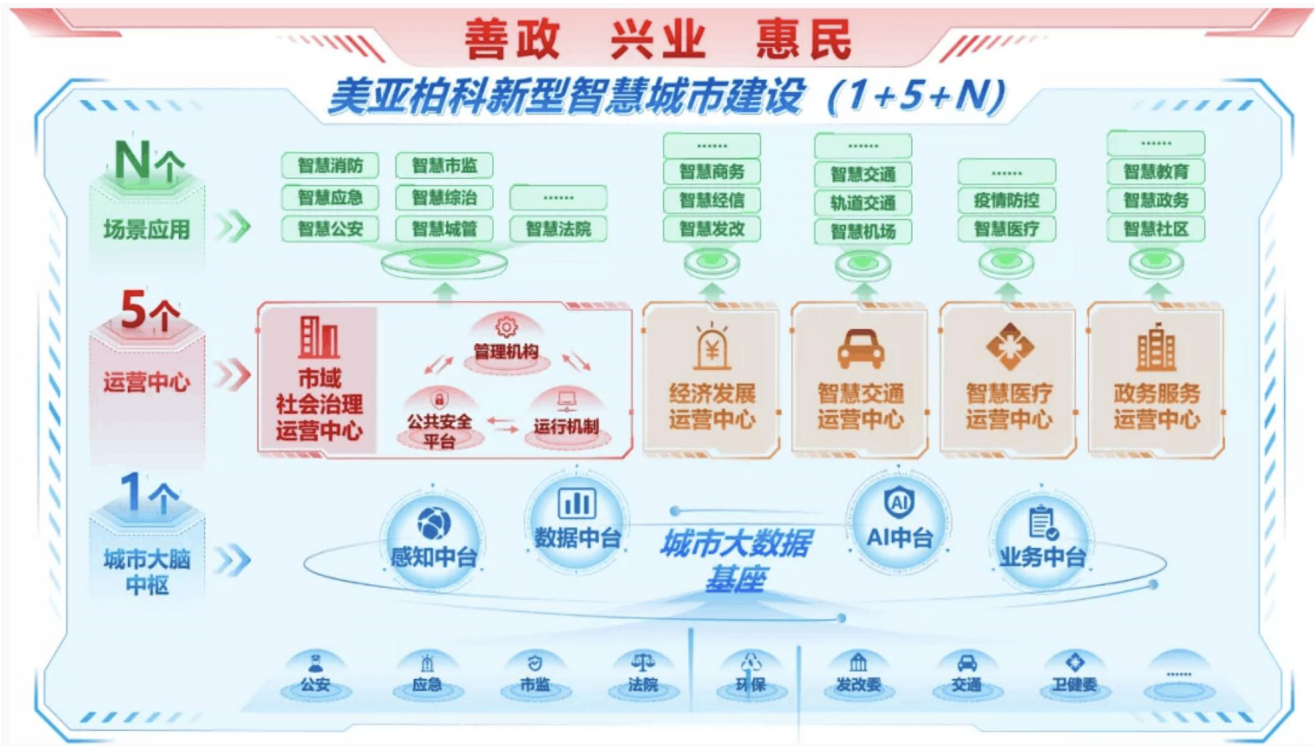 善政 兴业 惠民
美亚柏科新型智慧城市建设（1+5+N）
N个
场景应用
智慧消防
智慧应急
智慧公安
智慧市监
智慧综治
智慧城管
......
智慧法院
......
智慧商务
智慧经信
智慧发改
......
智慧交通
轨道交通
智慧机场
......
疫情防控
智慧医疗
......
智慧教育
智慧政务
智慧社区
5个
运营中心
市域
社会治理
运营中心
管理机构
公共安全
平台
运行机制
¥
经济发展
运营中心
智慧交通
运营中心
智慧医疗
运营中心
政务服务
运营中心
1个
城市大脑
中枢
感知中台
数据中台
城市大数据
基座
AI
AI中台
业务中台
公安
应急
市监
法院
环保
发改委
交通
卫健委
......